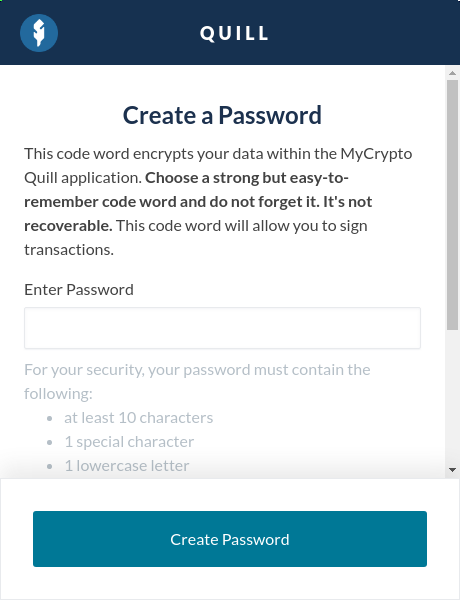 QUILL
Create a Password
This code word encrypts your data within the MyCrypto
Quill application. Choose a strong but easy-to-
remember code word and do not forget it. It's not
recoverable. This code word will allow you to sign
transactions.
Enter Password
For your security, your password must contain the
following:
at least 10 characters
1 special character
1 lowercase letter
Create Password